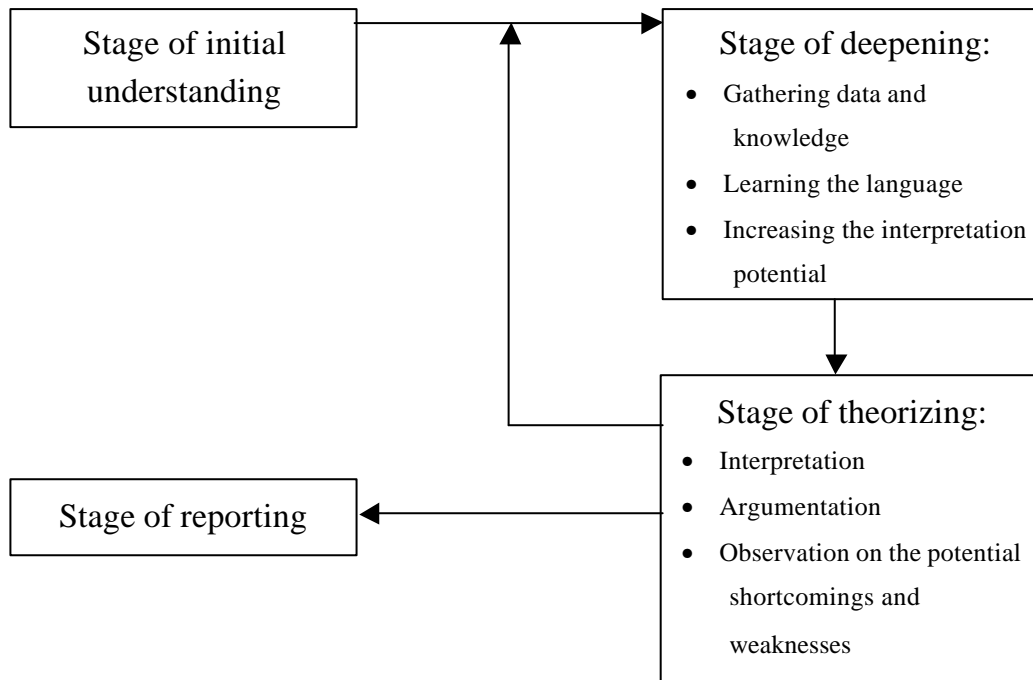 Stage of initial
understanding
Stage of deepening:
• Gathering data and
knowledge
• Learning the language
• Increasing the interpretation
potential
Stage of theorizing:
• Interpretation
• Argumentation
• Observation on the potential
shortcomings and
weaknesses
Stage of reporting